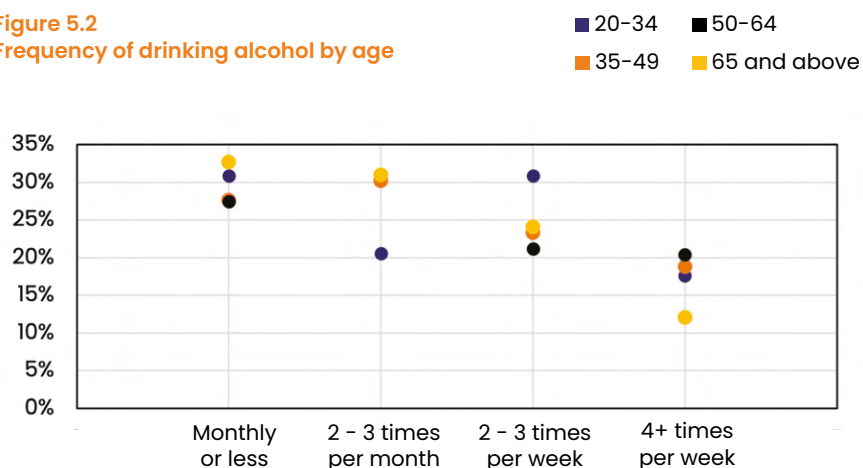 Figure 5.2
Frequency of drinking alcohol by age
20-34
50-64
35-49
65 and above
35%
30%
25%
20%
15%
10%
5%
0%
Monthly
or less
2 - 3 times
per month
2 - 3 times
per week
4+ times
per week